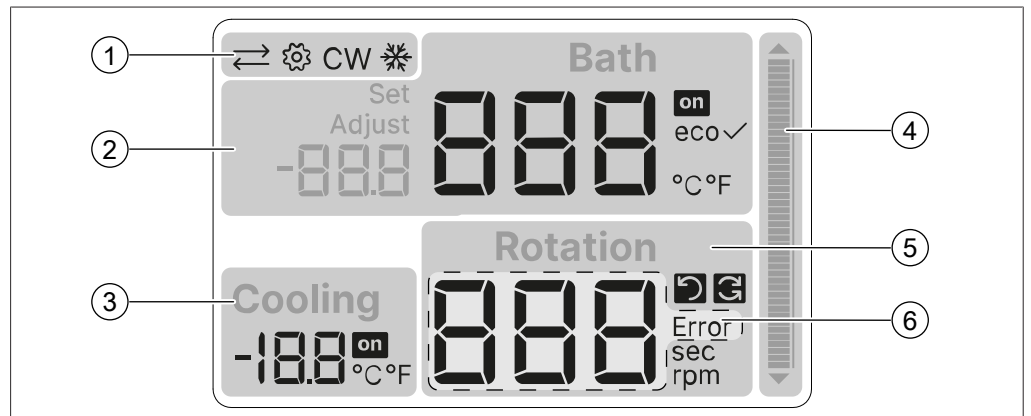 1
CW
Bath
Set
Adjust
-88.8
888
on
eco
°C°F
2
4
Rotation
5
3
Cooling
-18.8
on
°C°F
888
Error
6
sec
rpm